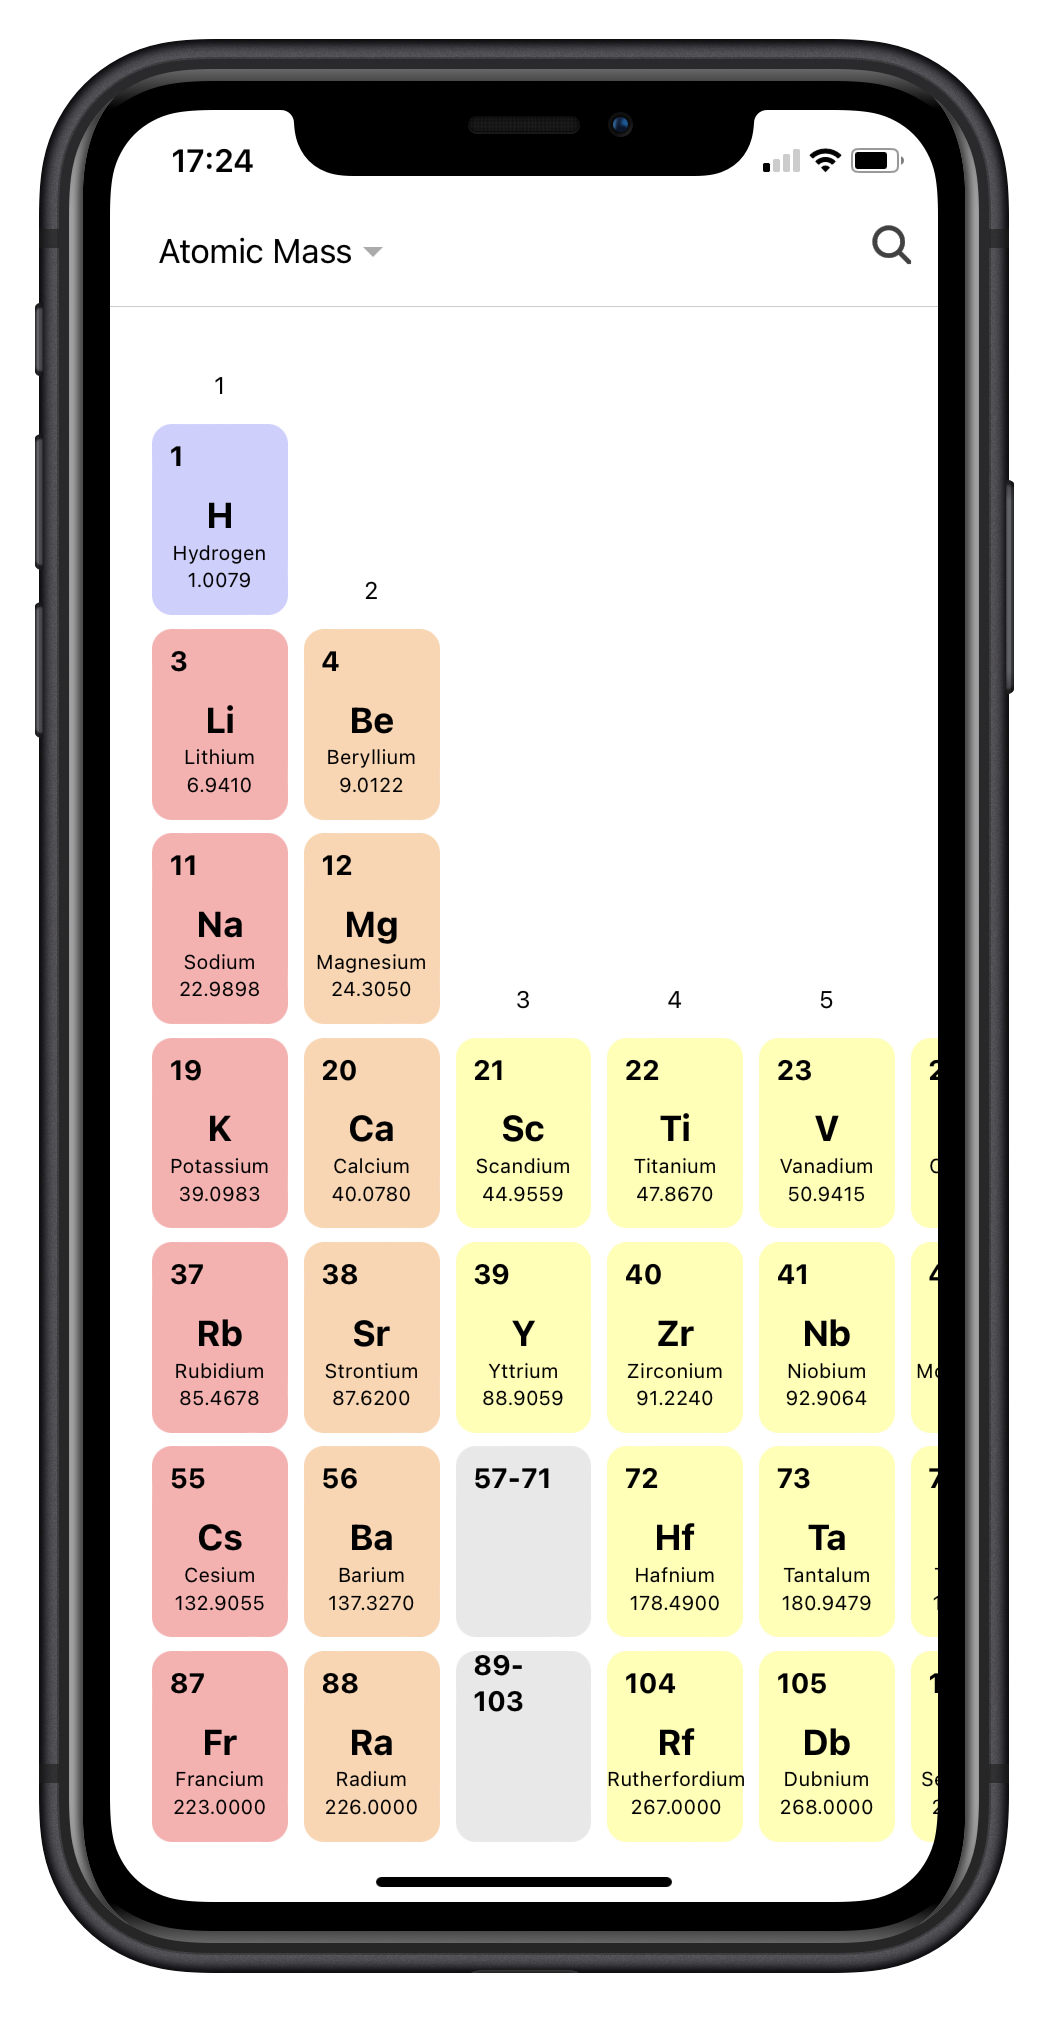 17:24
Atomic Mass
1
1
H
Hydrogen
1.0079
2
3
Li
Lithium
6.9410
4
Be
Beryllium
9.0122
11
Na
Sodium
22.9898
12
Mg
Magnesium
24.3050
3
4
5
19
K
Potassium
39.0983
20
Ca
Calcium
40.0780
21
Sc
Scandium
44.9559
22
Ti
Titanium
47.8670
23
V
Vanadium
50.9415
37
Rb
Rubidium
85.4678
38
Sr
Strontium
87.6200
39
Y
Yttrium
88.9059
40
Zr
Zirconium
91.2240
41
Nb
Niobium
92.9064
55
Cs
Cesium
132.9055
56
Ba
Barium
137.3270
57-71
72
Hf
Hafnium
178.4900
73
Ta
Tantalum
180.9479
87
Fr
Francium
223.0000
88
Ra
Radium
226.0000
89-
103
104
Rf
Rutherfordium
267.0000
105
Db
Dubnium
268.0000